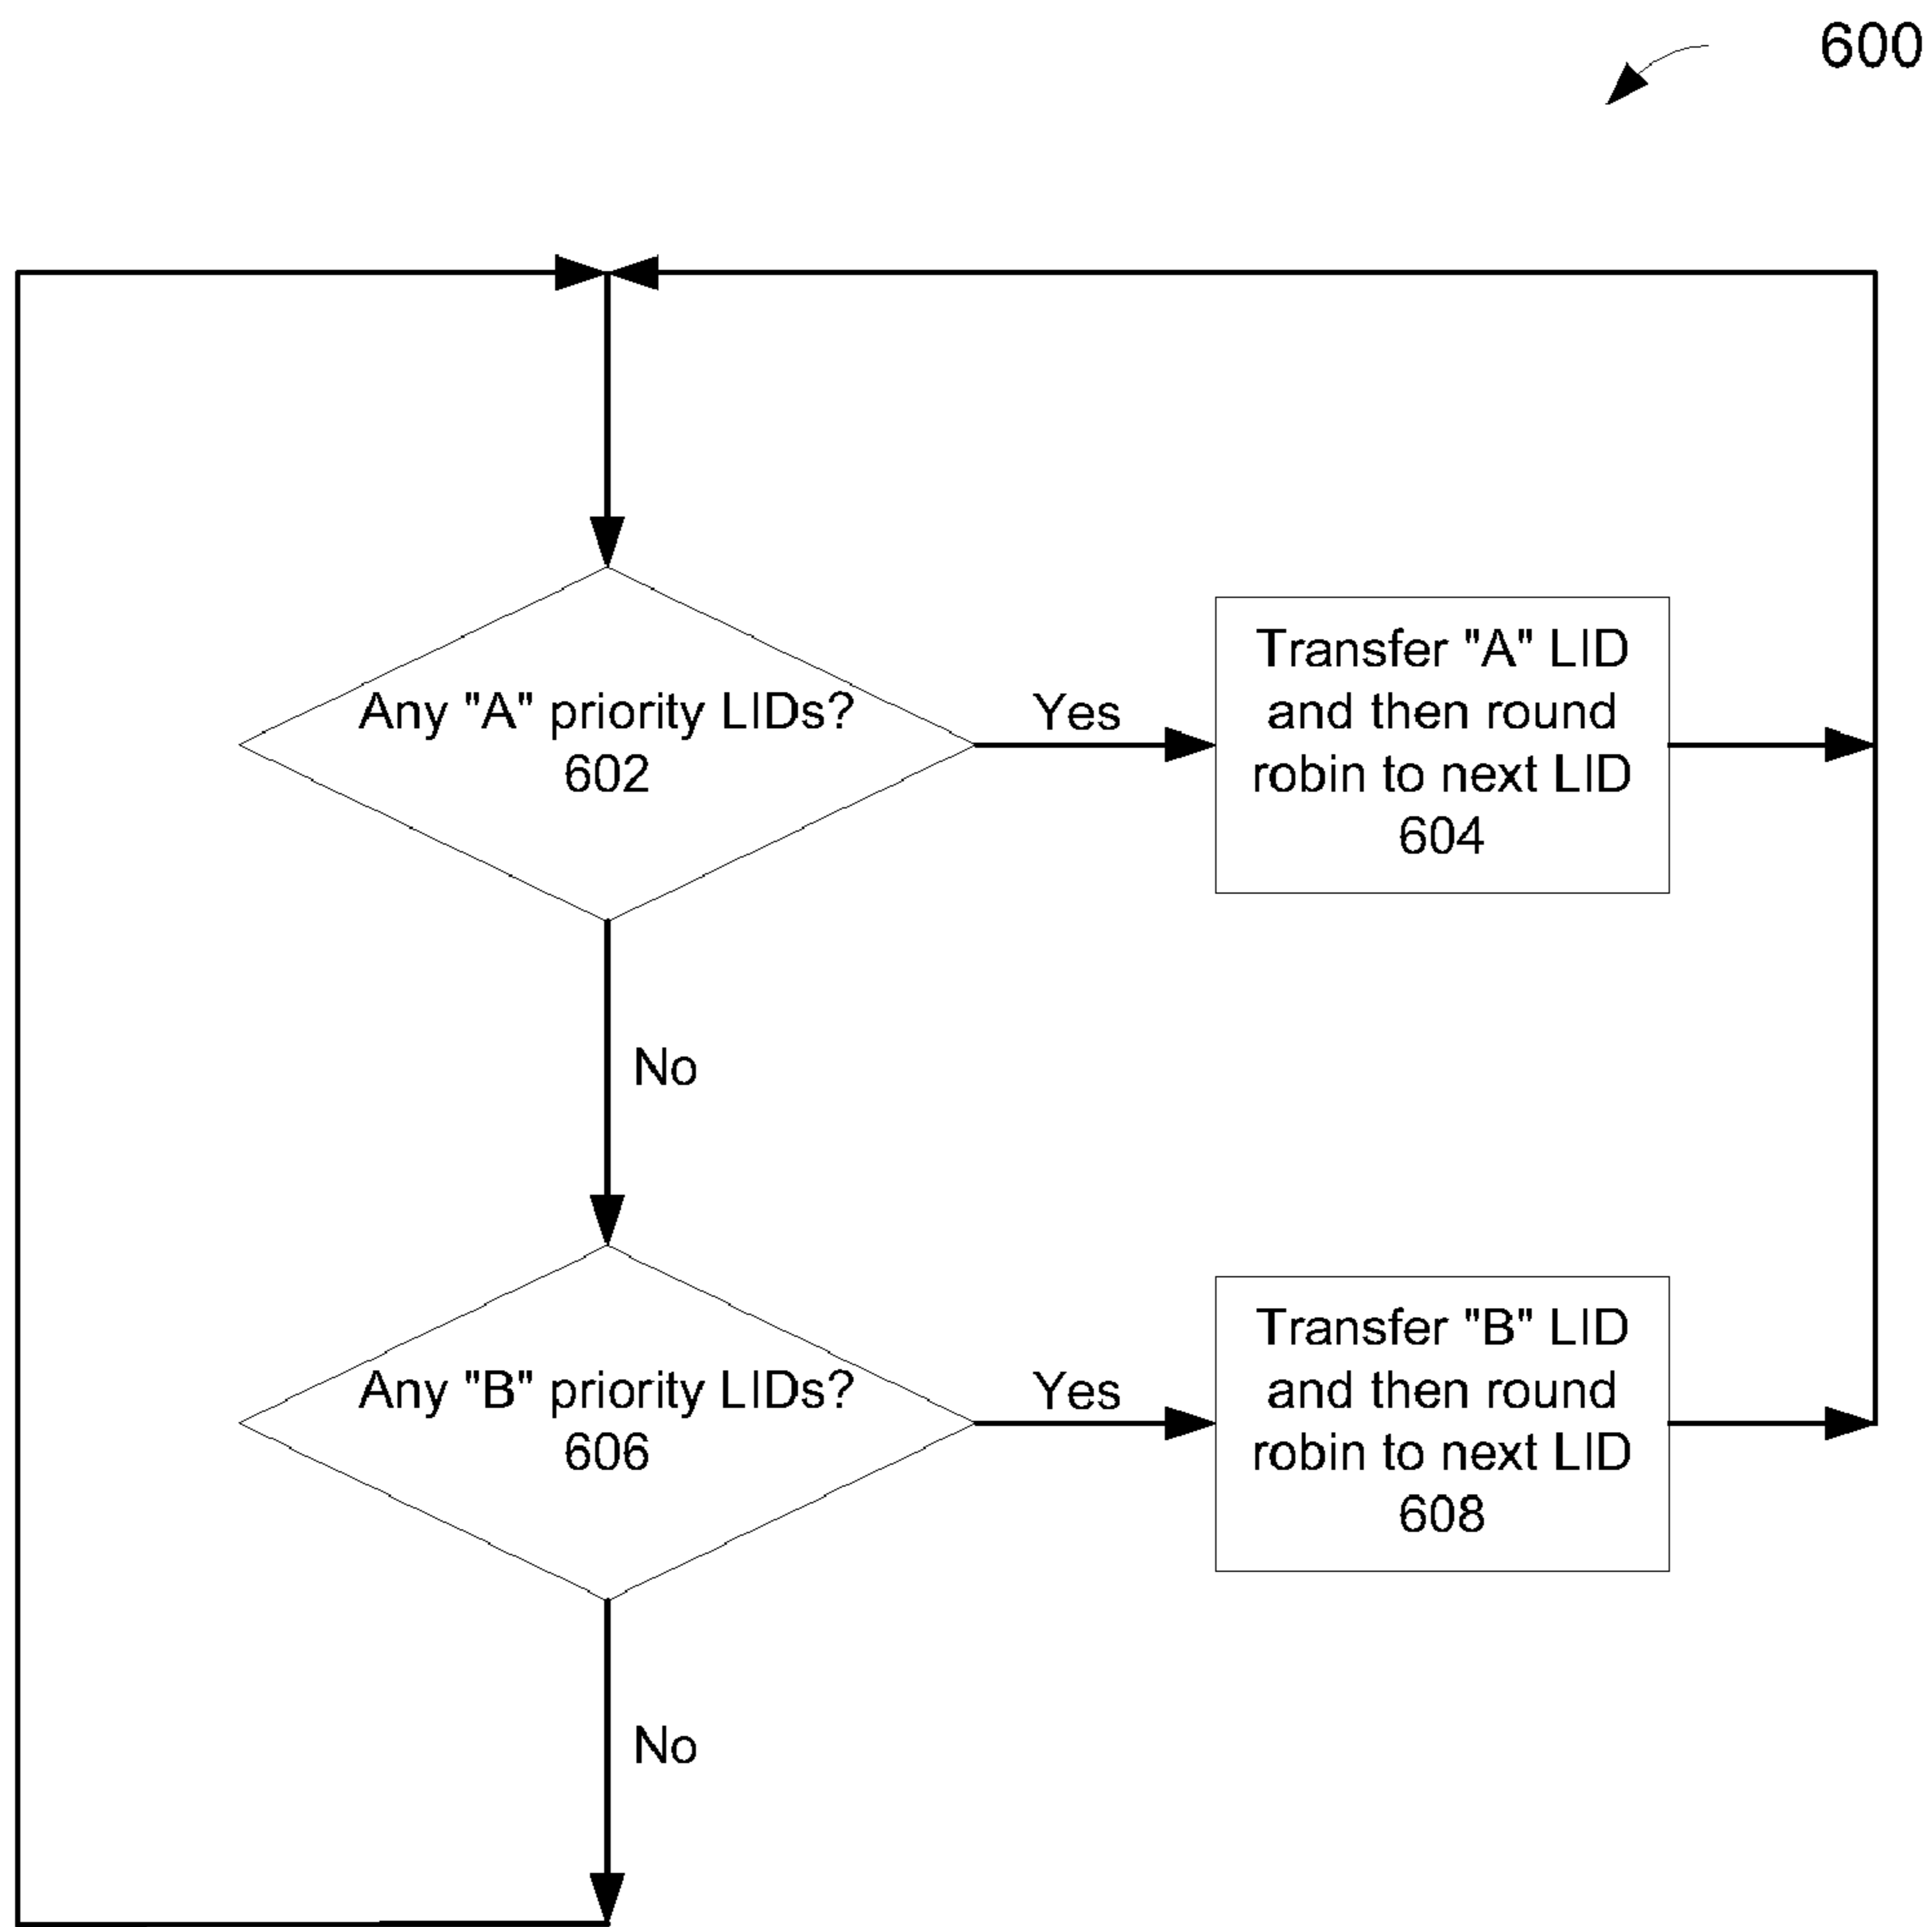 600
Any "A" priority LIDs?
602
Yes
Transfer "A" LID
and then round
robin to next LID
604
No
Any "B" priority LIDs?
606
Yes
Transfer "B" LID
and then round
robin to next LID
608
No